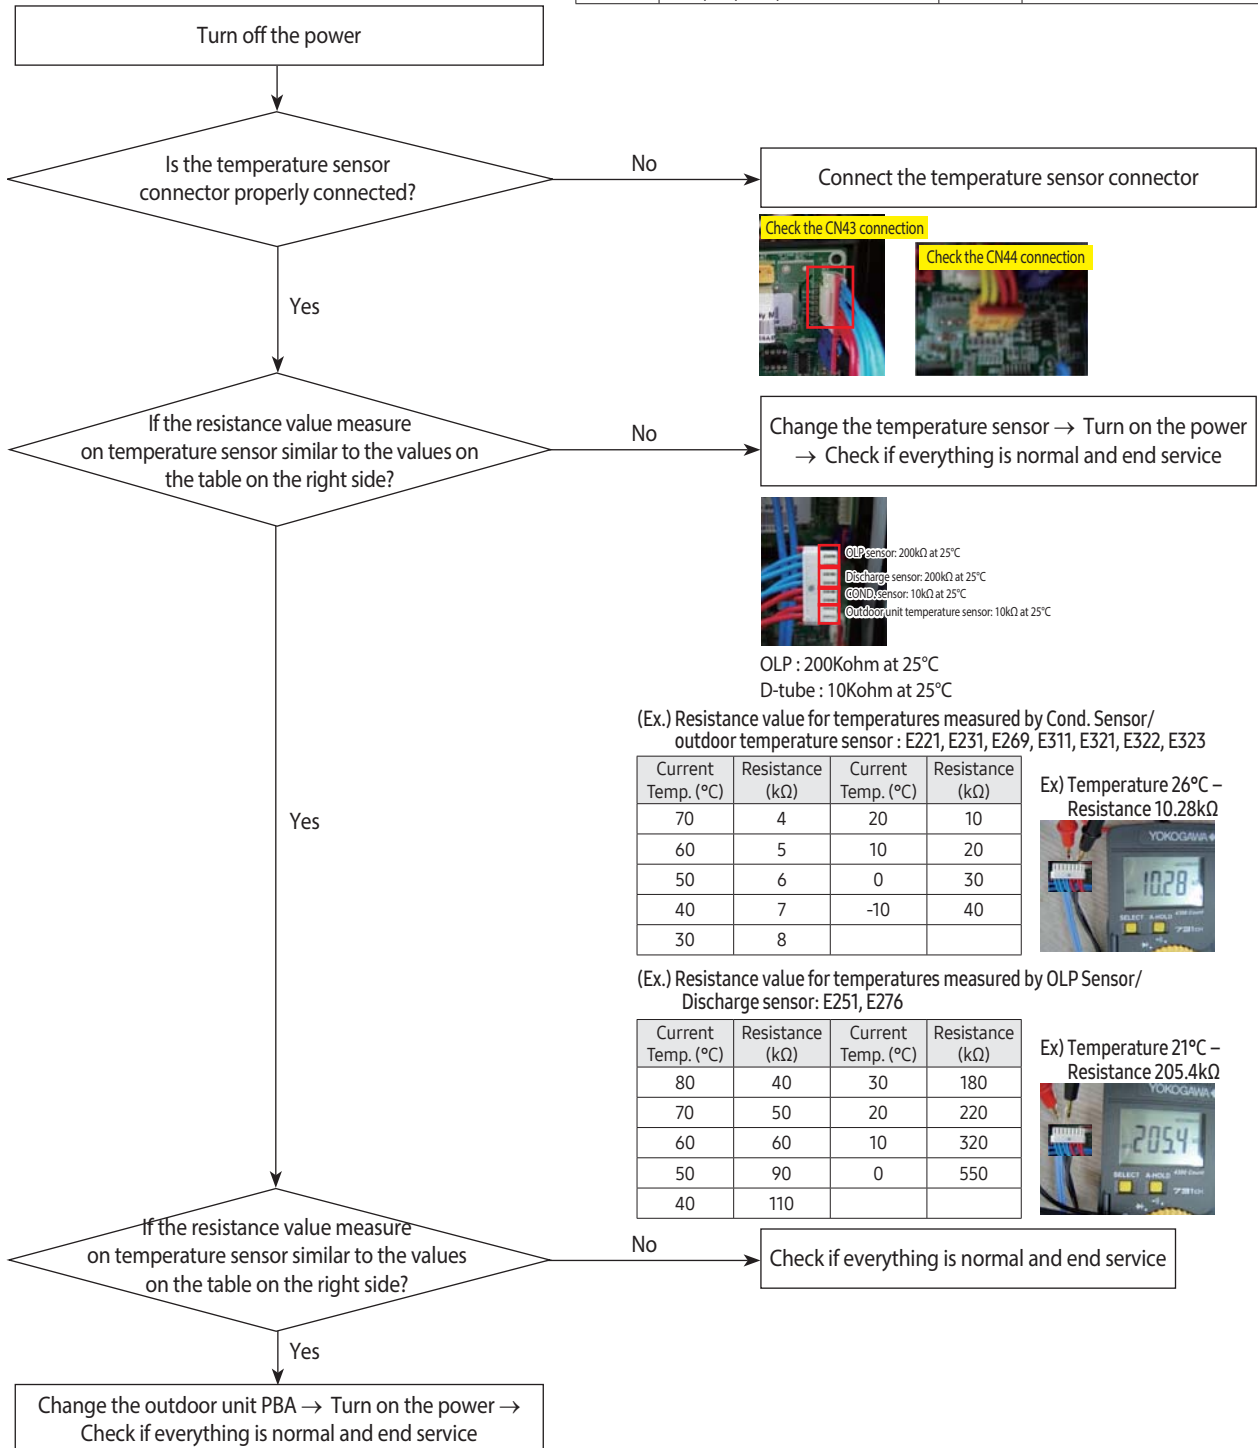 Turn off the power
Is the temperature sensor
connector properly connected?
No
Connect the temperature sensor connector
Check the CN43 connection
Check the CN44 connection
Yes
If the resistance value measure
on temperature sensor similar to the values on
the table on the right side?
No
Change the temperature sensor → Turn on the power
→ Check if everything is normal and end service
OLP sensor: 200kΩ at 25°C
Discharge sensor: 200kΩ at 25°C
COND. sensor: 10kΩ at 25°C
Outdoor unit temperature sensor: 10kΩ at 25°C
OLP : 200Kohm at 25°C
D-tube : 10Kohm at 25°C
(Ex.) Resistance value for temperatures measured by Cond. Sensor/
outdoor temperature sensor : E221, E231, E269, E311, E321, E322, E323
Current Temp. (°C) Resistance (kΩ) Current Temp. (°C) Resistance (kΩ)
70 4 20 10
60 5 10 20
50 6 0 30
40 7 -10 40
30 8
Ex) Temperature 26°C –
Resistance 10.28kΩ
YOKOGAWA
10.28
SELECT A-HOLD
Yes
(Ex.) Resistance value for temperatures measured by OLP Sensor/
Discharge sensor: E251, E276
Current Temp. (°C) Resistance (kΩ) Current Temp. (°C) Resistance (kΩ)
80 40 30 180
70 50 20 220
60 60 10 320
50 90 0 550
40 110
Ex) Temperature 21°C –
Resistance 205.4kΩ
YOKOGAWA
205.4
SELECT A-HOLD
If the resistance value measure
on temperature sensor similar to the values
on the table on the right side?
No
Check if everything is normal and end service
Yes
Change the outdoor unit PBA → Turn on the power →
Check if everything is normal and end service